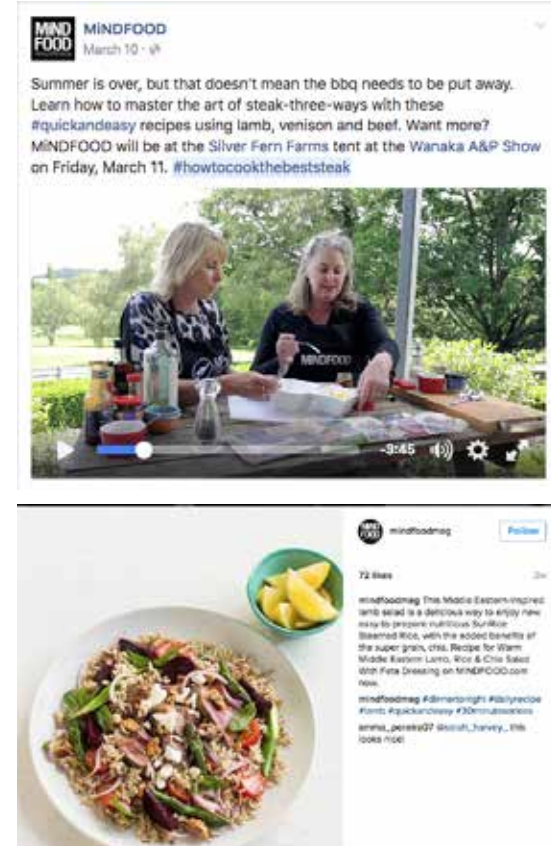 MiND
FOOD
MiNDFOOD
March 10
Summer is over, but that doesn't mean the bbq needs to be put away.
Learn how to master the art of steak-three-ways with these
#quickandeasy recipes using lamb, venison and beef. Want more?
MiNDFOOD will be at the Silver Fern Farms tent at the Wanaka A&P Show
on Friday, March 11. #howtocookthebeststeak
MiNDFOOD
-3:45
MiND
FOOD
mindfoodmag
Follow
72 likes
2w
mindfoodmag This Middle Eastern-inspired
lamb salad is a delicious way to enjoy new
easy to prepare nutritious SunRice
Steamed Rice, with the added benefits of
the super grain, chia. Recipe for Warm
Middle Eastern Lamb, Rice & Chia Salad
With Feta Dressing on MiNDFOOD.com
now.
mindfoodmag #dinnertonight #dailyrecipe
#lamb #quickandeasy
looks nice!